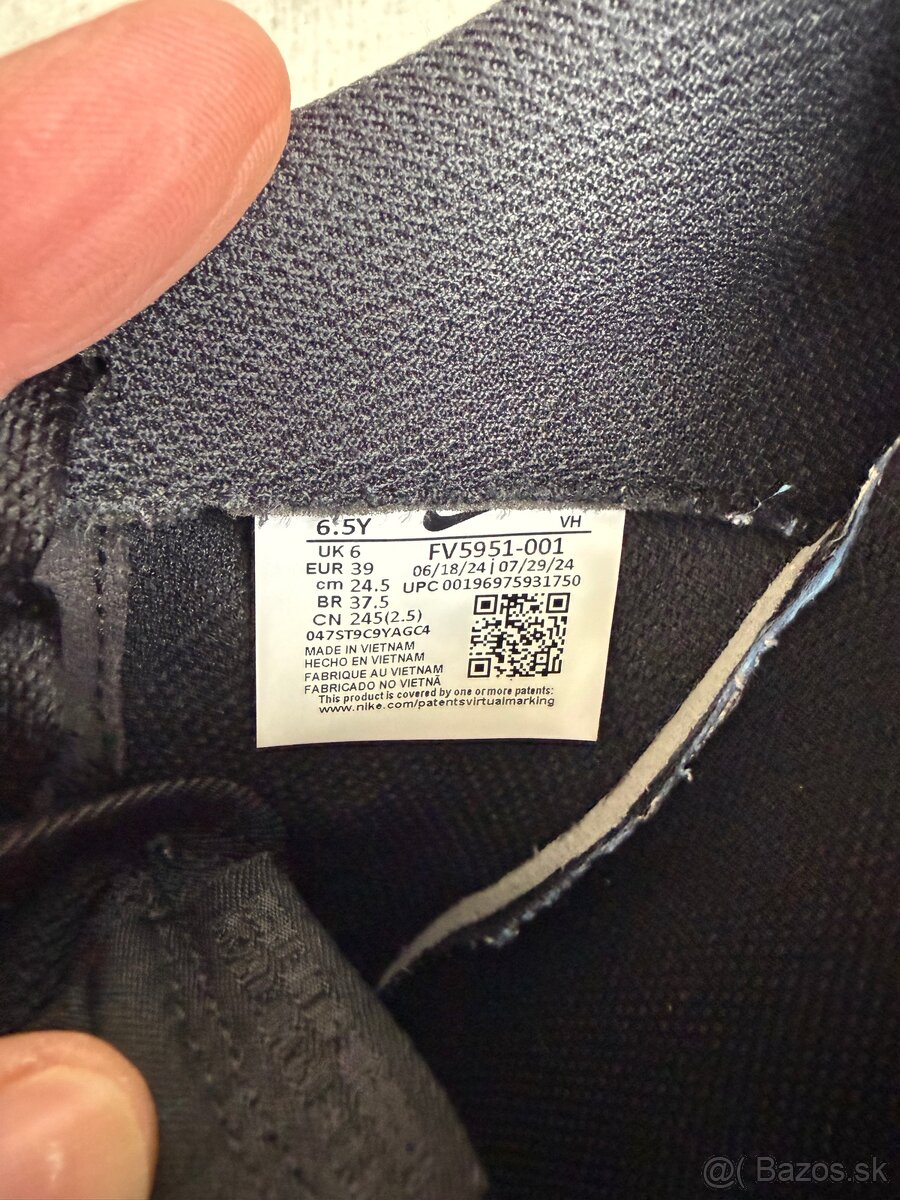 6.5Y VH
UK 6 FV5951-001
EUR 39 06/18/24 | 07/29/24
cm 24.5 UPC 00196975931750
BR 37.5
CN 245(2.5)
047ST9C9YAGC4
MADE IN VIETNAM
HECHO EN VIETNAM
FABRIQUE AU VIETNAM
FABRICADO NO VIETNÃ
This product is covered by one or more patents:
www.nike.com/patentsvirtualmarking
@( Bazos.sk